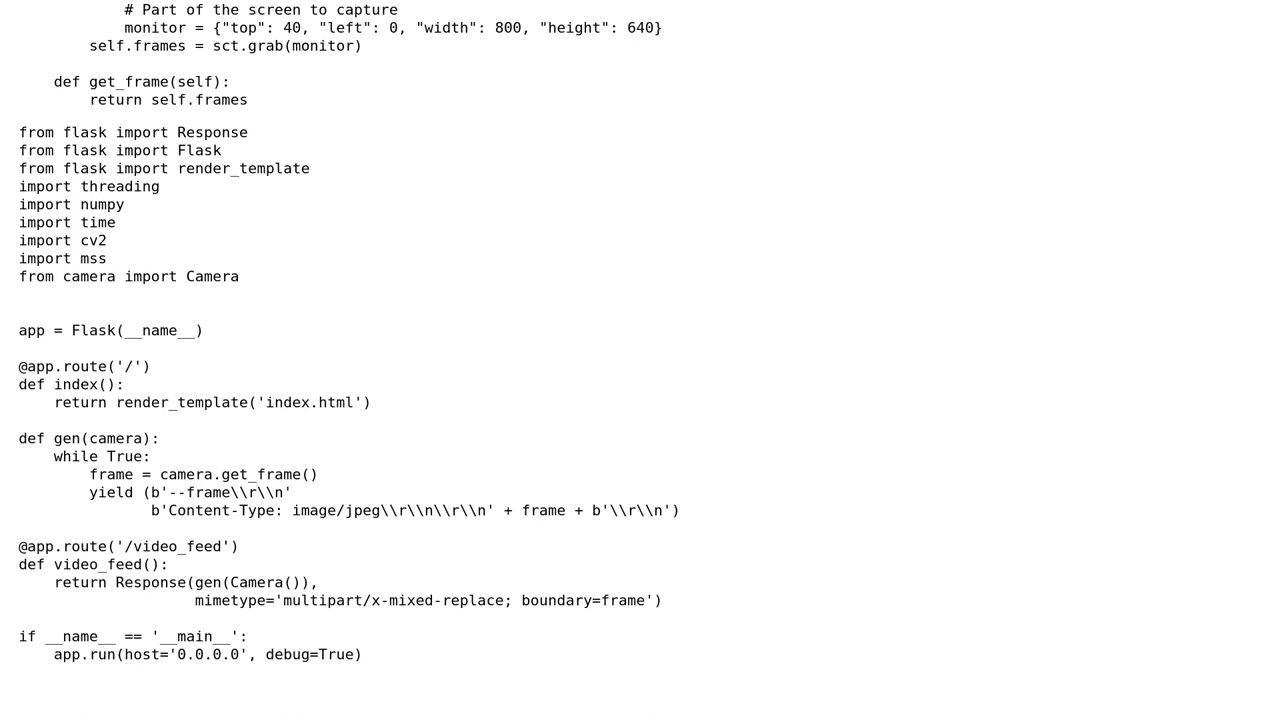 # Part of the screen to capture
            monitor = {"top": 40, "left": 0, "width": 800, "height": 640}
        self.frames = sct.grab(monitor)
    def get_frame(self):
        return self.frames
from flask import Response
from flask import Flask
from flask import render_template
import threading
import numpy
import time
import cv2
import mss
from camera import Camera
app = Flask(__name__)
@app.route('/')
def index():
    return render_template('index.html')
def gen(camera):
    while True:
        frame = camera.get_frame()
        yield (b'--frame\\r\\n'
               b'Content-Type: image/jpeg\\r\\n\\r\\n' + frame + b'\\r\\n')
@app.route('/video_feed')
def video_feed():
    return Response(gen(Camera()),
                    mimetype='multipart/x-mixed-replace; boundary=frame')
if __name__ == '__main__':
    app.run(host='0.0.0.0', debug=True)